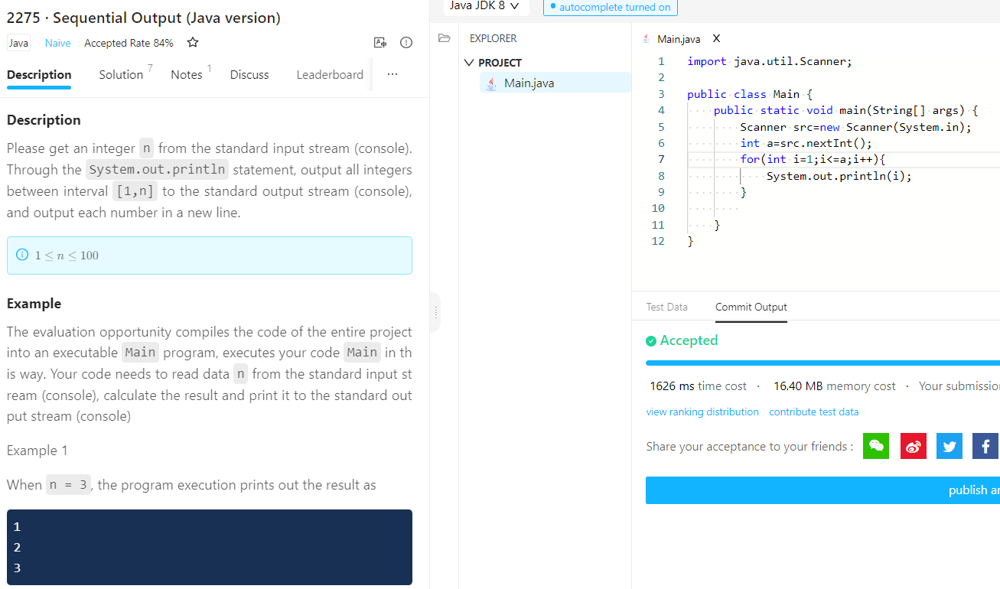 2275 · Sequential Output (Java version)
Java Naive Accepted Rate 84%
Description Solution 7 Notes 1 Discuss Leaderboard ···
Description
Please get an integer n from the standard input stream (console).
Through the System.out.println statement, output all integers
between interval [1,n] to the standard output stream (console),
and output each number in a new line.
1 ≤ n ≤ 100
Example
The evaluation opportunity compiles the code of the entire project
into an executable Main program, executes your code Main in th
is way. Your code needs to read data n from the standard input st
ream (console), calculate the result and print it to the standard out
put stream (console)
Example 1
When n = 3, the program execution prints out the result as
1
2
3
Java JDK 8
autocomplete turned on
EXPLORER
PROJECT
Main.java
Main.java X
1 import java.util.Scanner;
2
3 public class Main {
4 public static void main(String[] args) {
5 Scanner src=new Scanner(System.in);
6 int a=src.nextInt();
7 for(int i=1;i<=a;i++){
8 System.out.println(i);
9 }
10
11 }
12 }
Test Data Commit Output
Accepted
1626 ms time cost · 16.40 MB memory cost · Your submission
view ranking distribution contribute test data
Share your acceptance to your friends :
publish